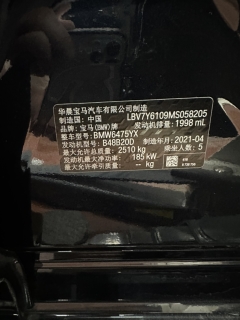 华晨宝马汽车有限公司制造
制造国：中国 LBV7Y6109MS058205
品牌：宝马(BMW)牌 发动机排量：1998 mL
整车型号：BMW6475YX
最大允许总质量：2510 kg 制造年月：2021-04
发动机型号：B48B20D 乘坐人数：5
发动机最大净功率：185 kW
最大允许牵引质量：-- kg